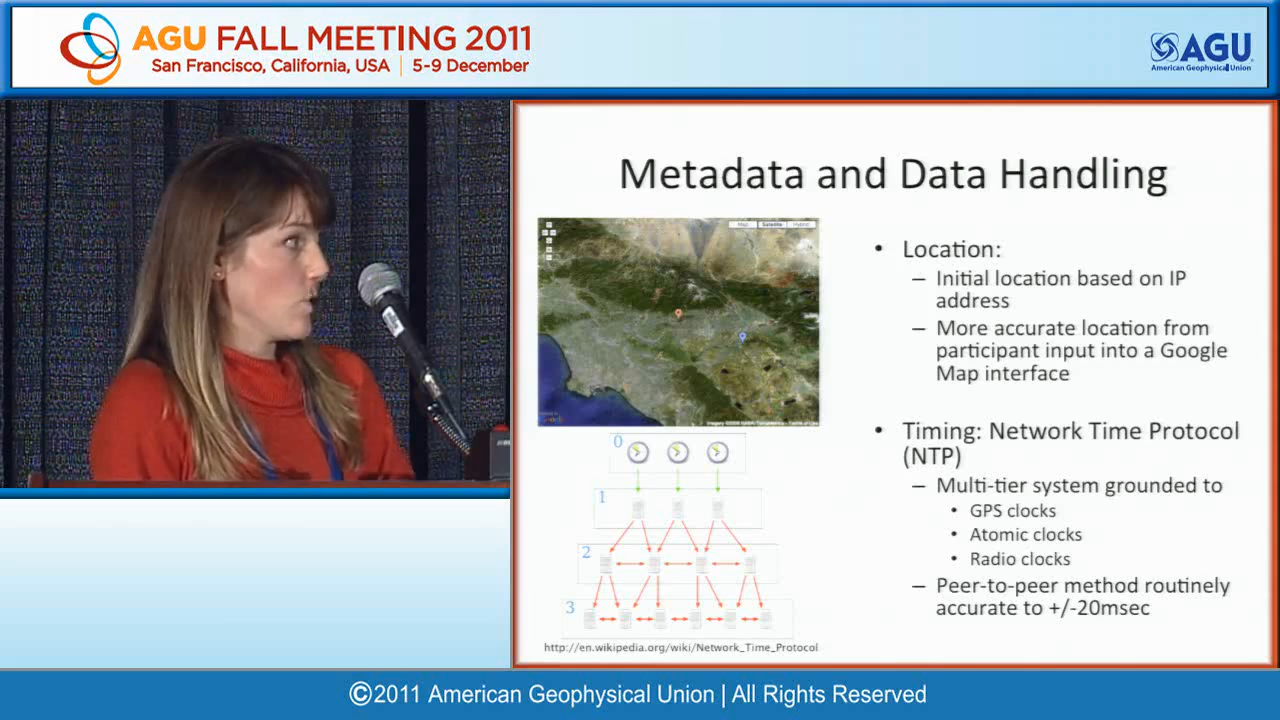 AGU FALL MEETING 2011
San Francisco, California, USA | 5-9 December
AGU
American Geophysical Union
Metadata and Data Handling
Map Satellite Hybrid
• Location:
– Initial location based on IP
address
– More accurate location from
participant input into a Google
Map interface
• Timing: Network Time Protocol
(NTP)
– Multi-tier system grounded to
• GPS clocks
• Atomic clocks
• Radio clocks
– Peer-to-peer method routinely
accurate to +/-20msec
0
1
2
3
http://en.wikipedia.org/wiki/Network_Time_Protocol
©2011 American Geophysical Union | All Rights Reserved